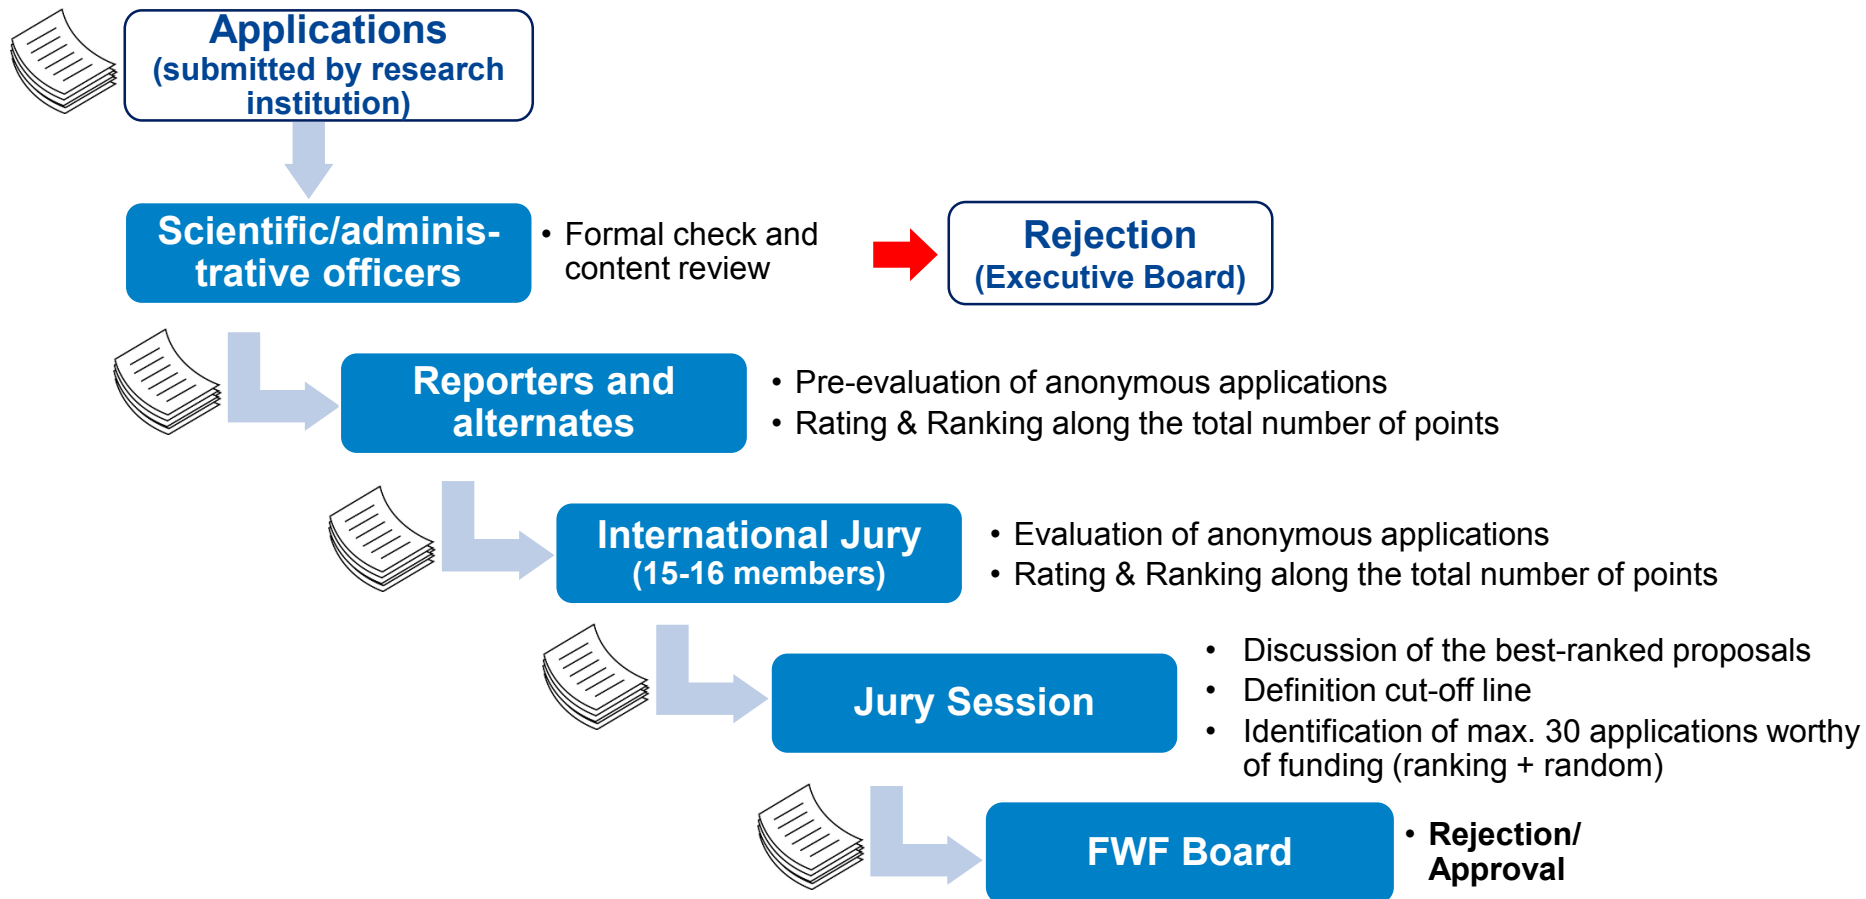 Applications
(submitted by research
institution)
Scientific/adminis-
trative officers
• Formal check and
content review
Rejection
(Executive Board)
Reporters and
alternates
• Pre-evaluation of anonymous applications
• Rating & Ranking along the total number of points
International Jury
(15-16 members)
• Evaluation of anonymous applications
• Rating & Ranking along the total number of points
Jury Session
• Discussion of the best-ranked proposals
• Definition cut-off line
• Identification of max. 30 applications worthy
of funding (ranking + random)
FWF Board
• Rejection/
Approval